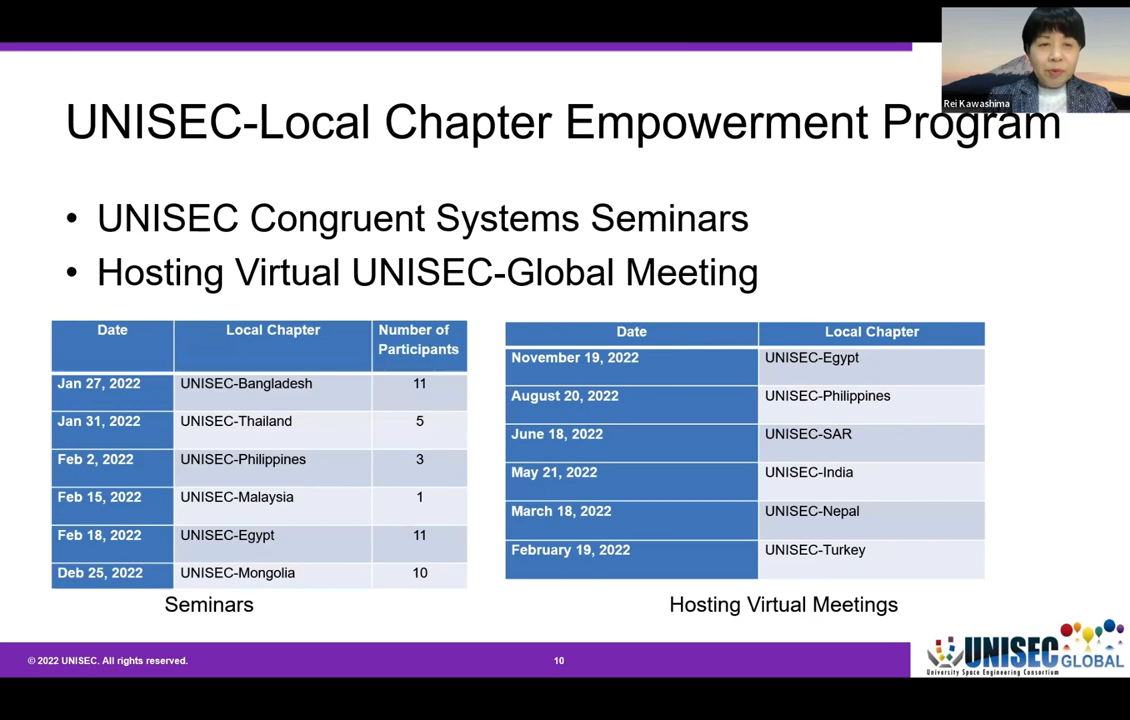 Rei Kawashima
UNISEC-Local Chapter Empowerment Program
• UNISEC Congruent Systems Seminars
• Hosting Virtual UNISEC-Global Meeting
Date Local Chapter Number of Participants
Jan 27, 2022 UNISEC-Bangladesh 11
Jan 31, 2022 UNISEC-Thailand 5
Feb 2, 2022 UNISEC-Philippines 3
Feb 15, 2022 UNISEC-Malaysia 1
Feb 18, 2022 UNISEC-Egypt 11
Deb 25, 2022 UNISEC-Mongolia 10
Seminars
Date Local Chapter
November 19, 2022 UNISEC-Egypt
August 20, 2022 UNISEC-Philippines
June 18, 2022 UNISEC-SAR
May 21, 2022 UNISEC-India
March 18, 2022 UNISEC-Nepal
February 19, 2022 UNISEC-Turkey
Hosting Virtual Meetings
© 2022 UNISEC. All rights reserved.
10
UNISEC GLOBAL
University Space Engineering Consortium